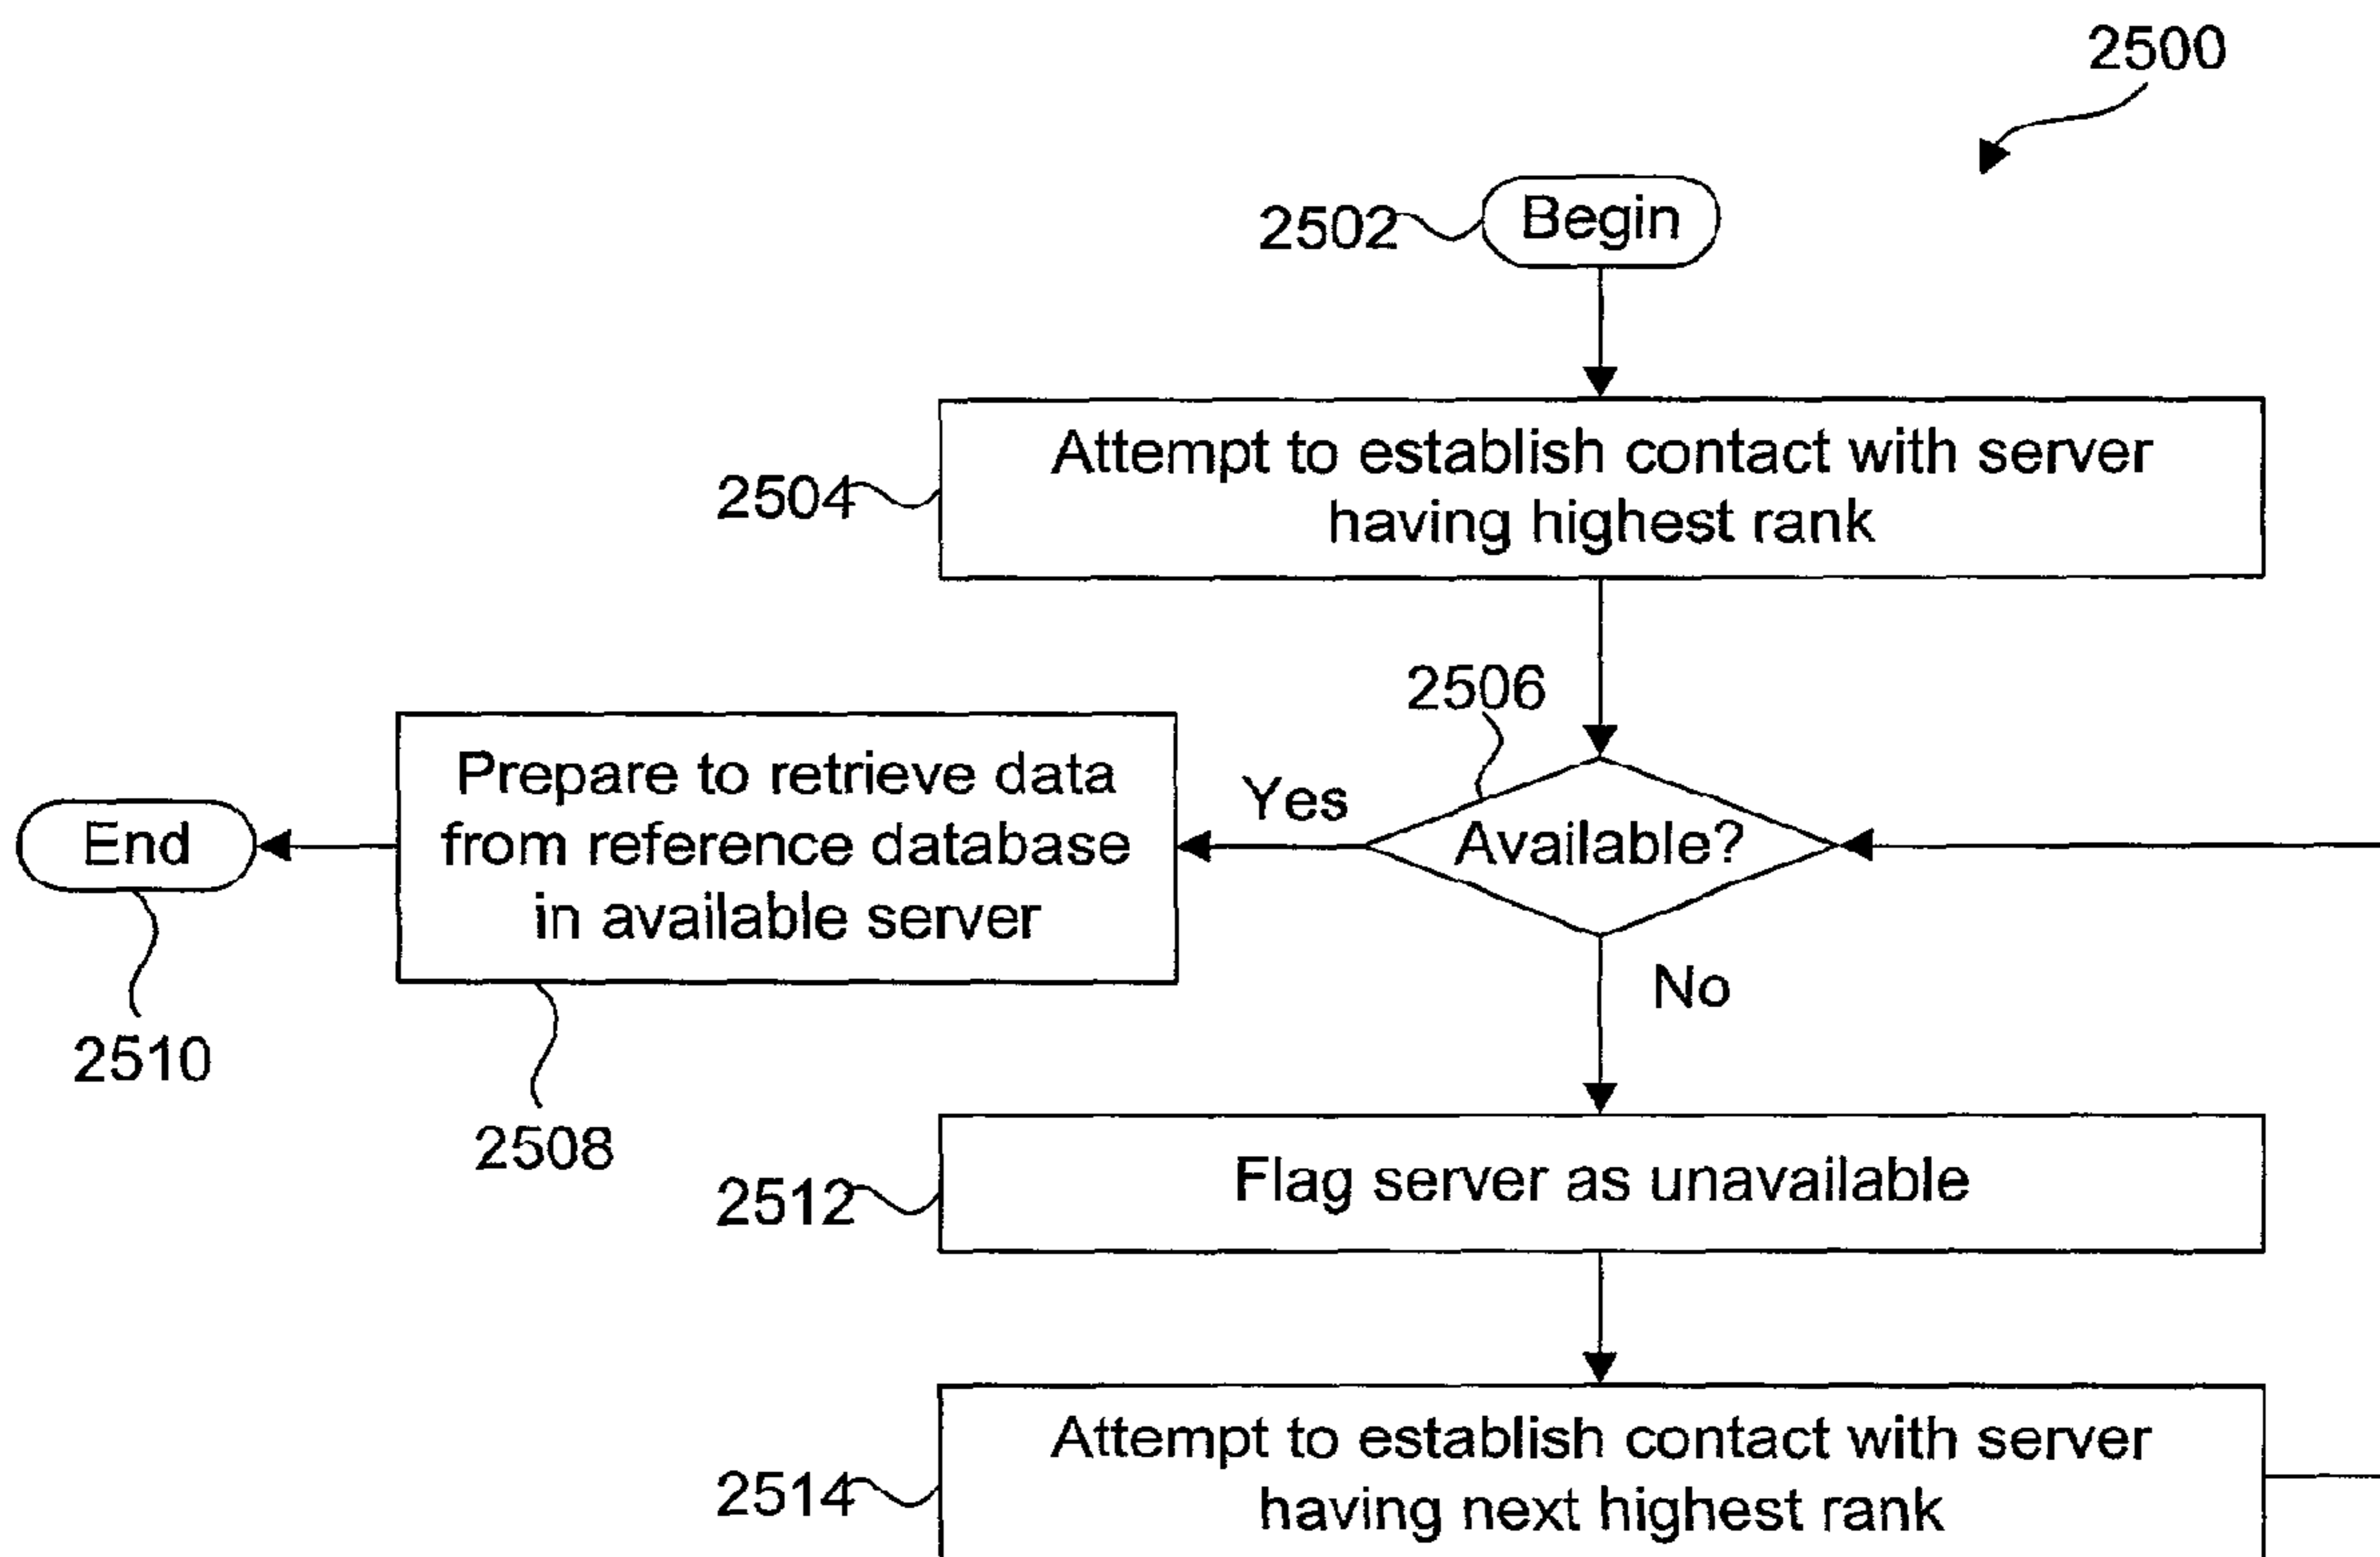 2500
2502
Begin
Attempt to establish contact with server
having highest rank
2504
2506
Prepare to retrieve data
from reference database
in available server
Yes
Available?
End
No
2510
2508
Flag server as unavailable
2512
Attempt to establish contact with server
having next highest rank
2514